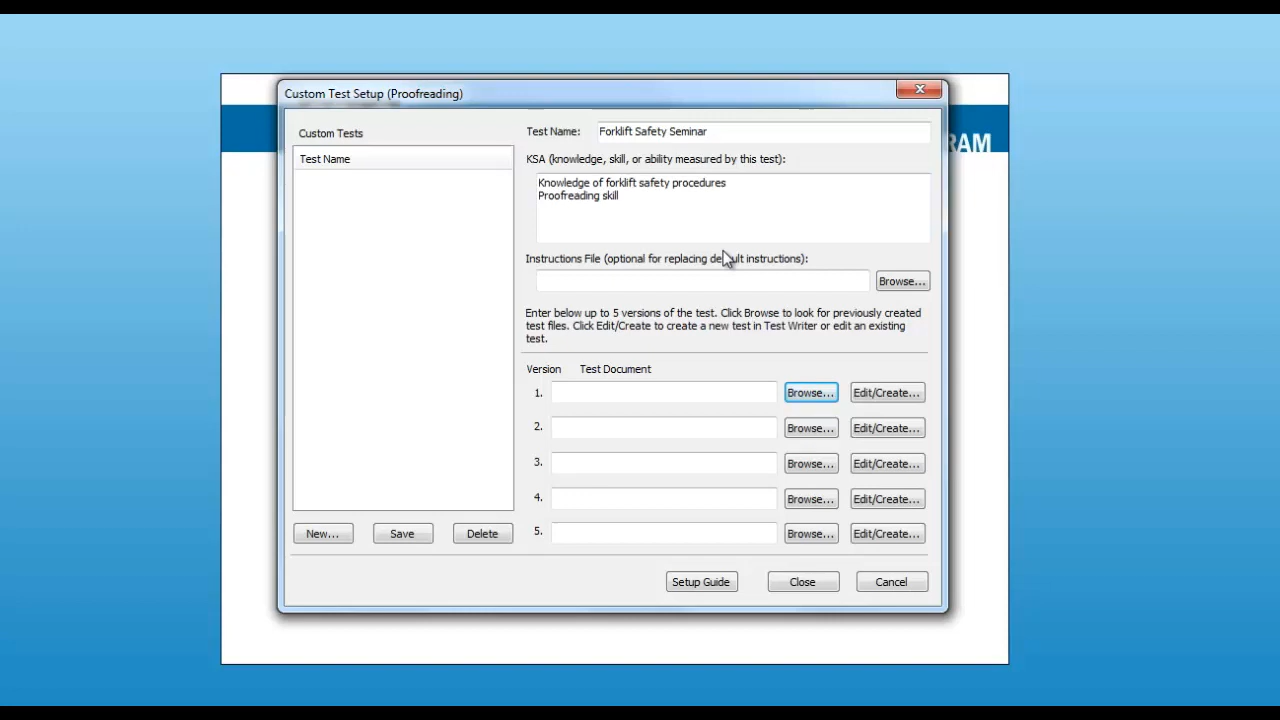 Custom Test Setup (Proofreading)
RAM
Custom Tests
Test Name
New...
Save
Delete
Test Name: Forklift Safety Seminar
KSA (knowledge, skill, or ability measured by this test):
Knowledge of forklift safety procedures
Proofreading skill
Instructions File (optional for replacing default instructions):
Browse...
Enter below up to 5 versions of the test. Click Browse to look for previously created
test files. Click Edit/Create to create a new test in Test Writer or edit an existing
test.
Version Test Document
1. Browse... Edit/Create...
2. Browse... Edit/Create...
3. Browse... Edit/Create...
4. Browse... Edit/Create...
5. Browse... Edit/Create...
Setup Guide Close Cancel